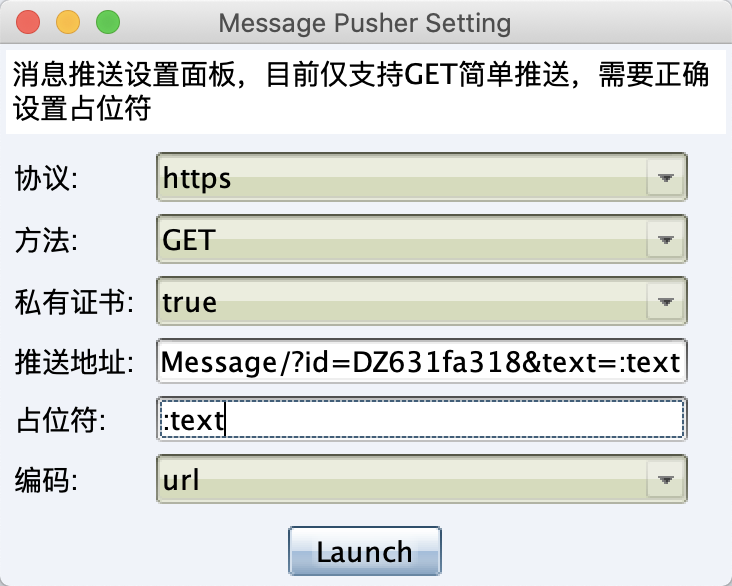 Message Pusher Setting
消息推送设置面板，目前仅支持GET简单推送，需要正确
设置占位符
协议: https
方法: GET
私有证书: true
推送地址: Message/?id=DZ631fa318&text=:text
占位符: :text
编码: url
Launch